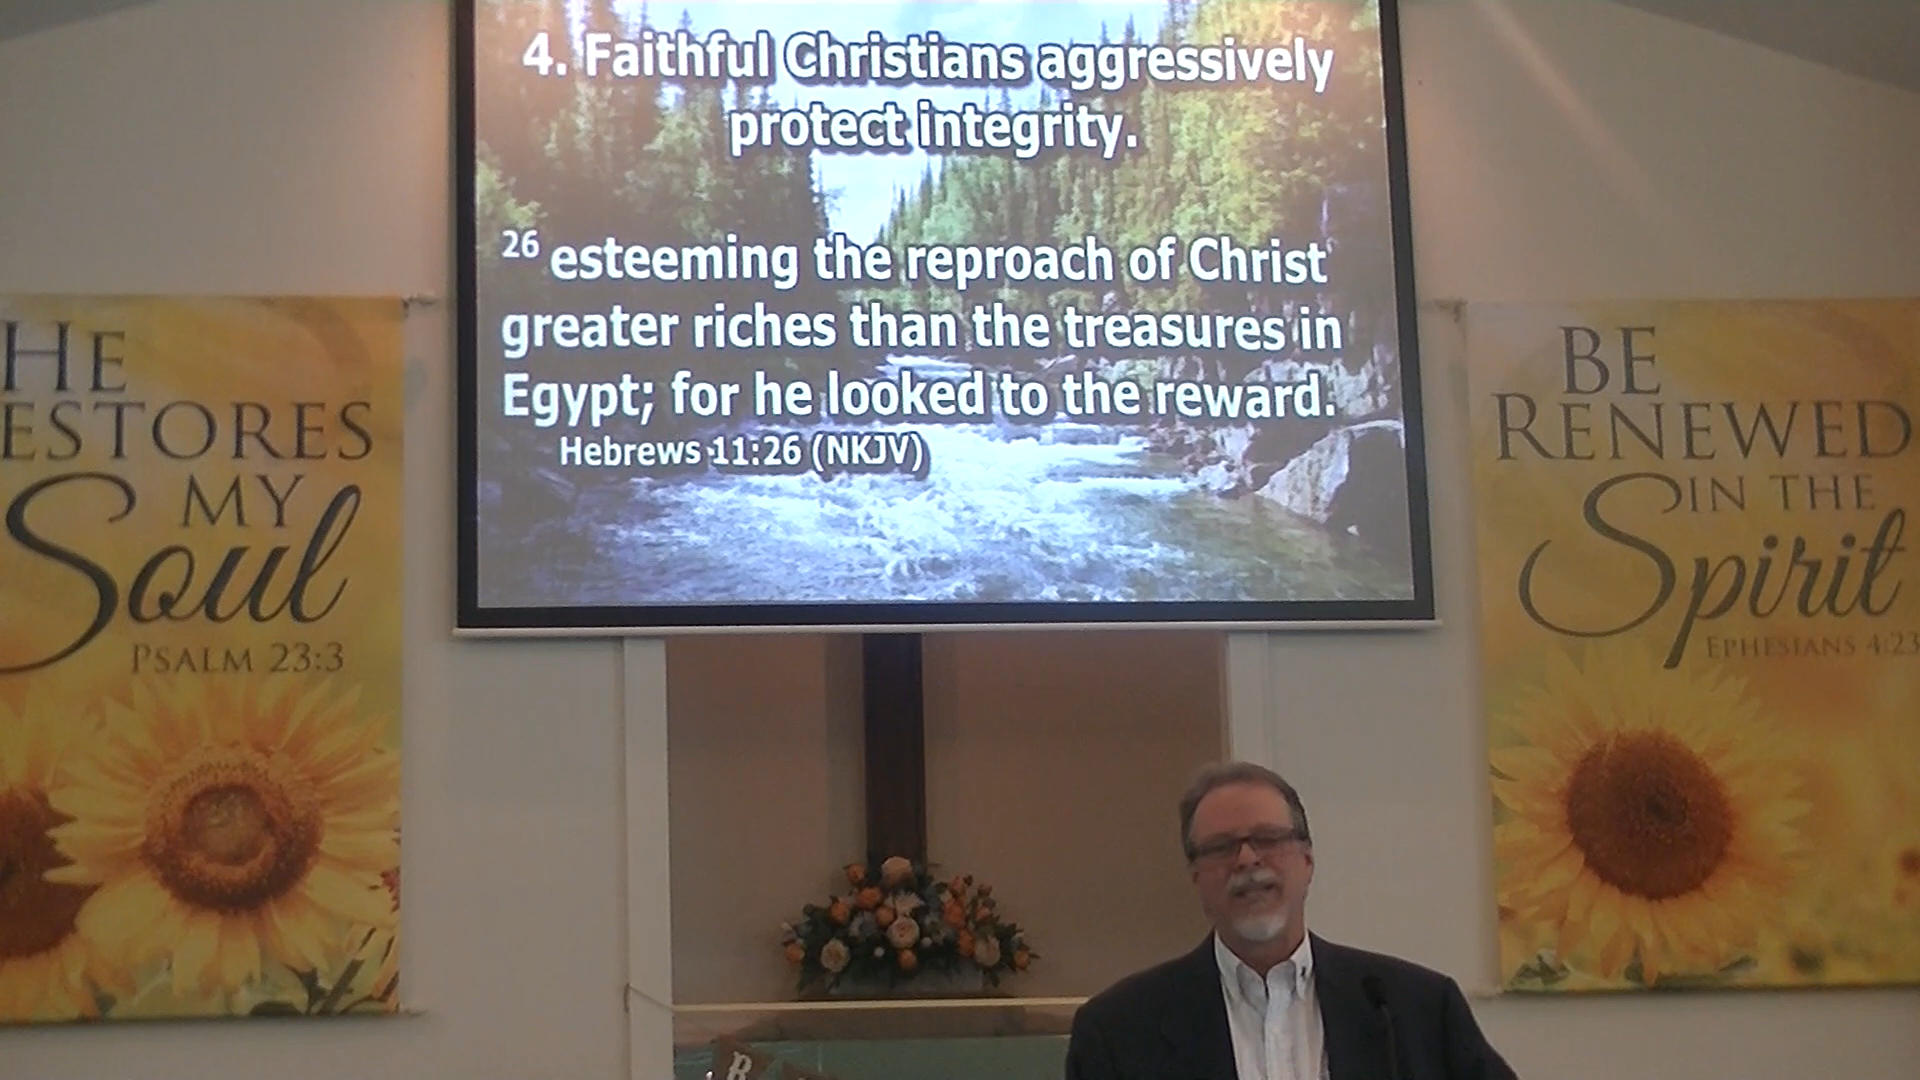 4. Faithful Christians aggressively
protect integrity.
26 esteeming the reproach of Christ
greater riches than the treasures in
Egypt; for he looked to the reward.
Hebrews 11:26 (NKJV)
HE
ESTORES
MY
Soul
PSALM 23:3
BE
RENEWED
IN THE
Spirit
EPHESIANS 4:23